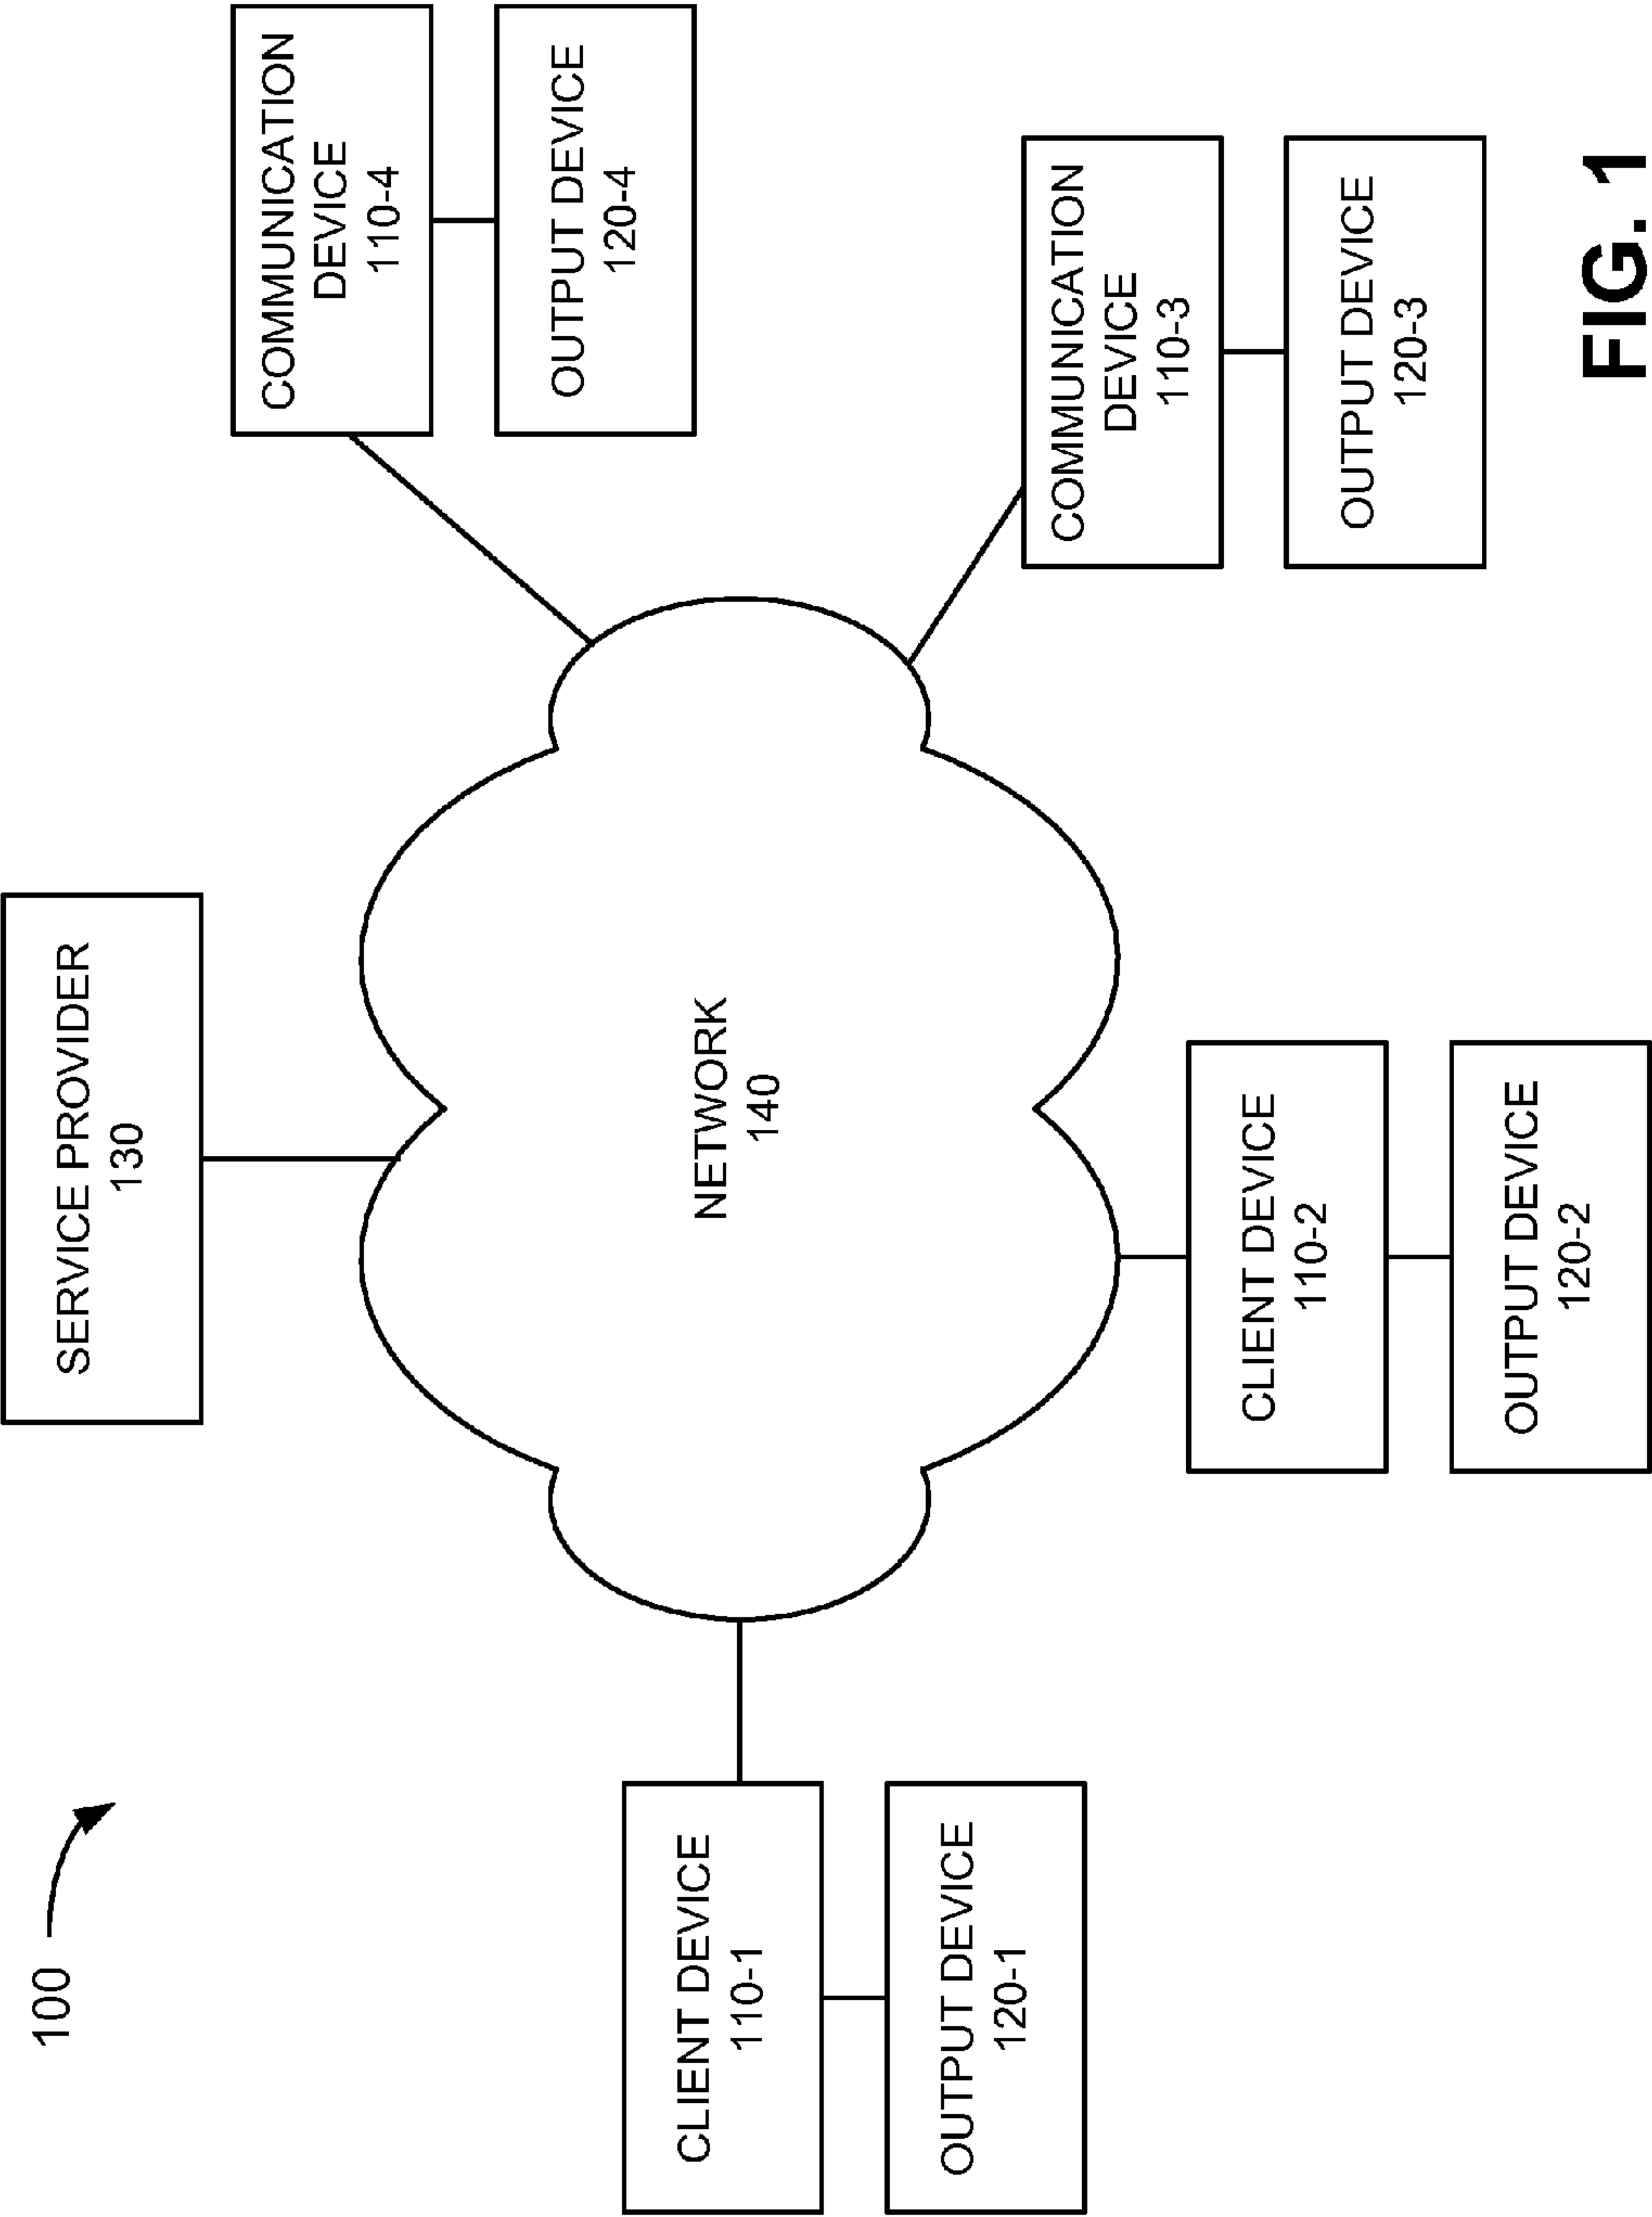 100
SERVICE PROVIDER
130
COMMUNICATION
DEVICE
110-4
OUTPUT DEVICE
120-4
CLIENT DEVICE
110-1
OUTPUT DEVICE
120-1
NETWORK
140
COMMUNICATION
DEVICE
110-3
OUTPUT DEVICE
120-3
CLIENT DEVICE
110-2
OUTPUT DEVICE
120-2
FIG. 1